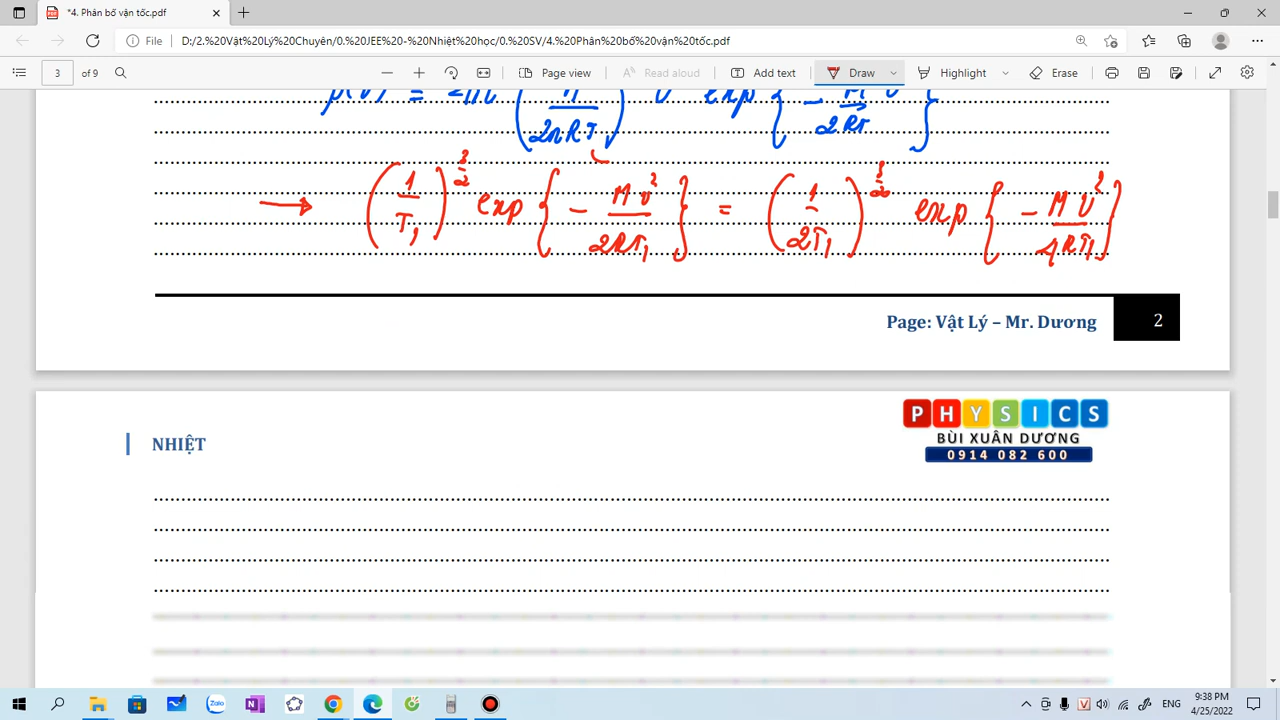 *4. Phân bố vận tốc.pdf
File D:/2.%20Vật%20Lý%20Chuyên/0.%20JEE%20-%20Nhiệt%20học/0.%20SV/4.%20Phân%20bố%20vận%20tốc.pdf
3 of 9 Page view Read aloud Add text Draw Highlight Erase
→ (1/T₁)^(3/2) exp{- Mv²/2RT₁} = (1/2T₁)^(3/2) exp{- Mv²/4RT₁}
Page: Vật Lý – Mr. Dương 2
PHYSICS
NHIỆT
BÙI XUÂN DƯƠNG
0914 082 600
Zalo
ENG
9:38 PM
4/25/2022